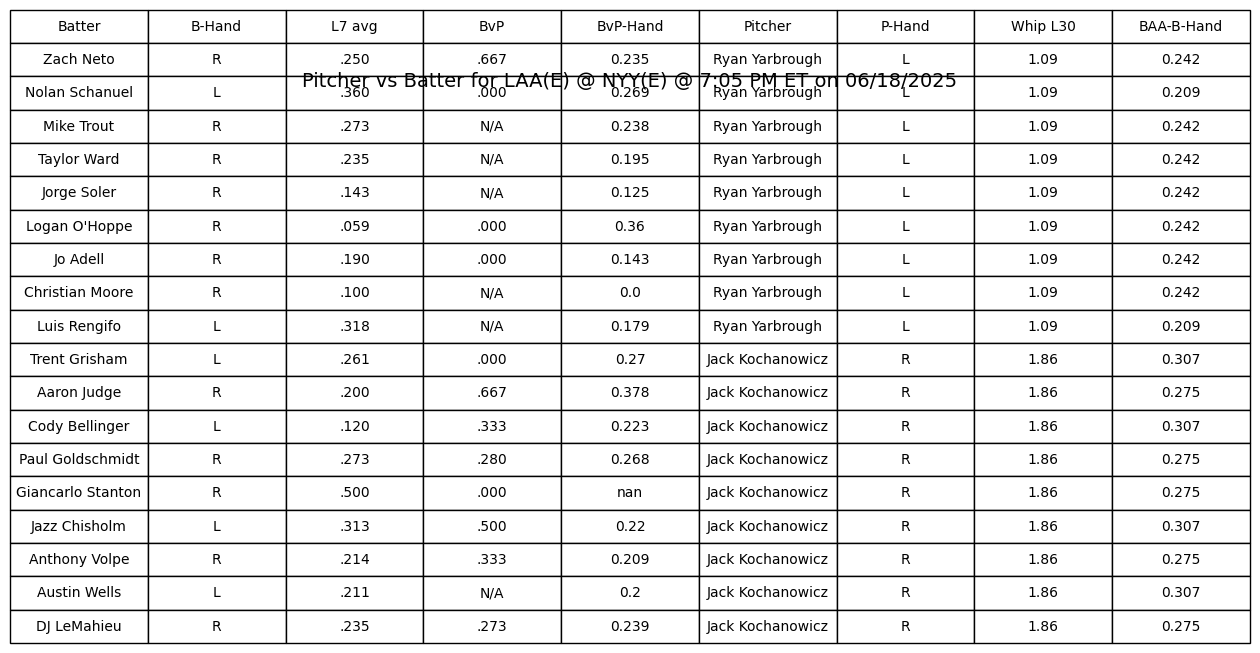 Batter B-Hand L7 avg BvP BvP-Hand Pitcher P-Hand Whip L30 BAA-B-Hand
Zach Neto R .250 .667 0.235 Ryan Yarbrough L 1.09 0.242
Pitcher vs Batter for LAA(E) @ NYY(E) @ 7:05 PM ET on 06/18/2025
Nolan Schanuel L .360 .000 0.269 Ryan Yarbrough L 1.09 0.209
Mike Trout R .273 N/A 0.238 Ryan Yarbrough L 1.09 0.242
Taylor Ward R .235 N/A 0.195 Ryan Yarbrough L 1.09 0.242
Jorge Soler R .143 N/A 0.125 Ryan Yarbrough L 1.09 0.242
Logan O'Hoppe R .059 .000 0.36 Ryan Yarbrough L 1.09 0.242
Jo Adell R .190 .000 0.143 Ryan Yarbrough L 1.09 0.242
Christian Moore R .100 N/A 0.0 Ryan Yarbrough L 1.09 0.242
Luis Rengifo L .318 N/A 0.179 Ryan Yarbrough L 1.09 0.209
Trent Grisham L .261 .000 0.27 Jack Kochanowicz R 1.86 0.307
Aaron Judge R .200 .667 0.378 Jack Kochanowicz R 1.86 0.275
Cody Bellinger L .120 .333 0.223 Jack Kochanowicz R 1.86 0.307
Paul Goldschmidt R .273 .280 0.268 Jack Kochanowicz R 1.86 0.275
Giancarlo Stanton R .500 .000 nan Jack Kochanowicz R 1.86 0.275
Jazz Chisholm L .313 .500 0.22 Jack Kochanowicz R 1.86 0.307
Anthony Volpe R .214 .333 0.209 Jack Kochanowicz R 1.86 0.275
Austin Wells L .211 N/A 0.2 Jack Kochanowicz R 1.86 0.307
DJ LeMahieu R .235 .273 0.239 Jack Kochanowicz R 1.86 0.275